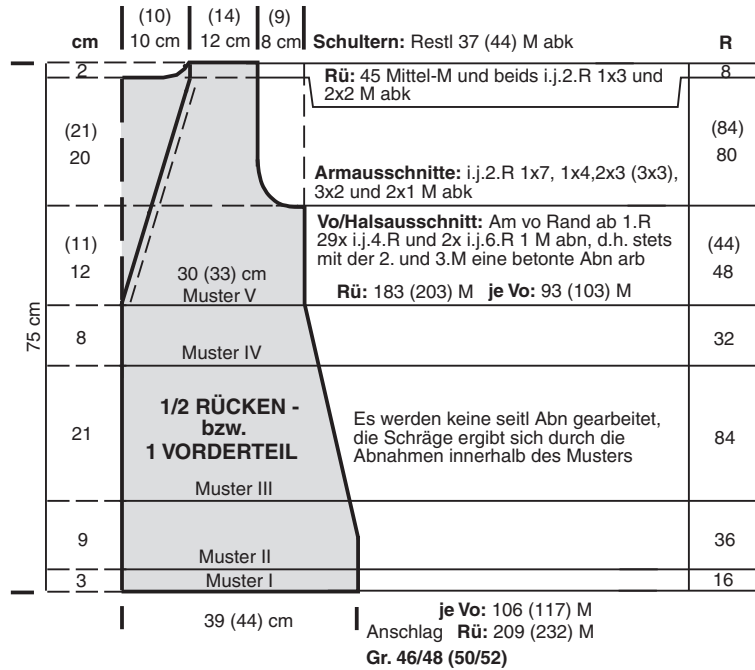 (10) (14) (9)
cm 10 cm 12 cm 8 cm Schultern: Restl 37 (44) M abk R
2 Rü: 45 Mittel-M und beids i.j.2.R 1x3 und 8
2x2 M abk
(21) (84)
20 80
Armausschnitte: i.j.2.R 1x7, 1x4,2x3 (3x3),
3x2 und 2x1 M abk
Vo/Halsausschnitt: Am vo Rand ab 1.R
(11) 29x i.j.4.R und 2x i.j.6.R 1 M abn, d.h. stets (44)
12 30 (33) cm mit der 2. und 3.M eine betonte Abn arb 48
Muster V Rü: 183 (203) M je Vo: 93 (103) M
75 cm
8 Muster IV 32
1/2 RÜCKEN -
bzw.
1 VORDERTEIL
21 Es werden keine seitl Abn gearbeitet, 84
die Schräge ergibt sich durch die
Abnahmen innerhalb des Musters
Muster III
9 36
Muster II
3 Muster I 16
39 (44) cm je Vo: 106 (117) M
Anschlag Rü: 209 (232) M
Gr. 46/48 (50/52)